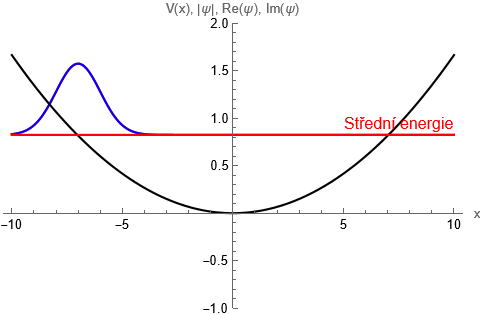 V(x), |ψ|, Re(ψ), Im(ψ)
2.0
1.5
1.0
Střední energie
0.5
-10 -5 5 10 x
-0.5
-1.0